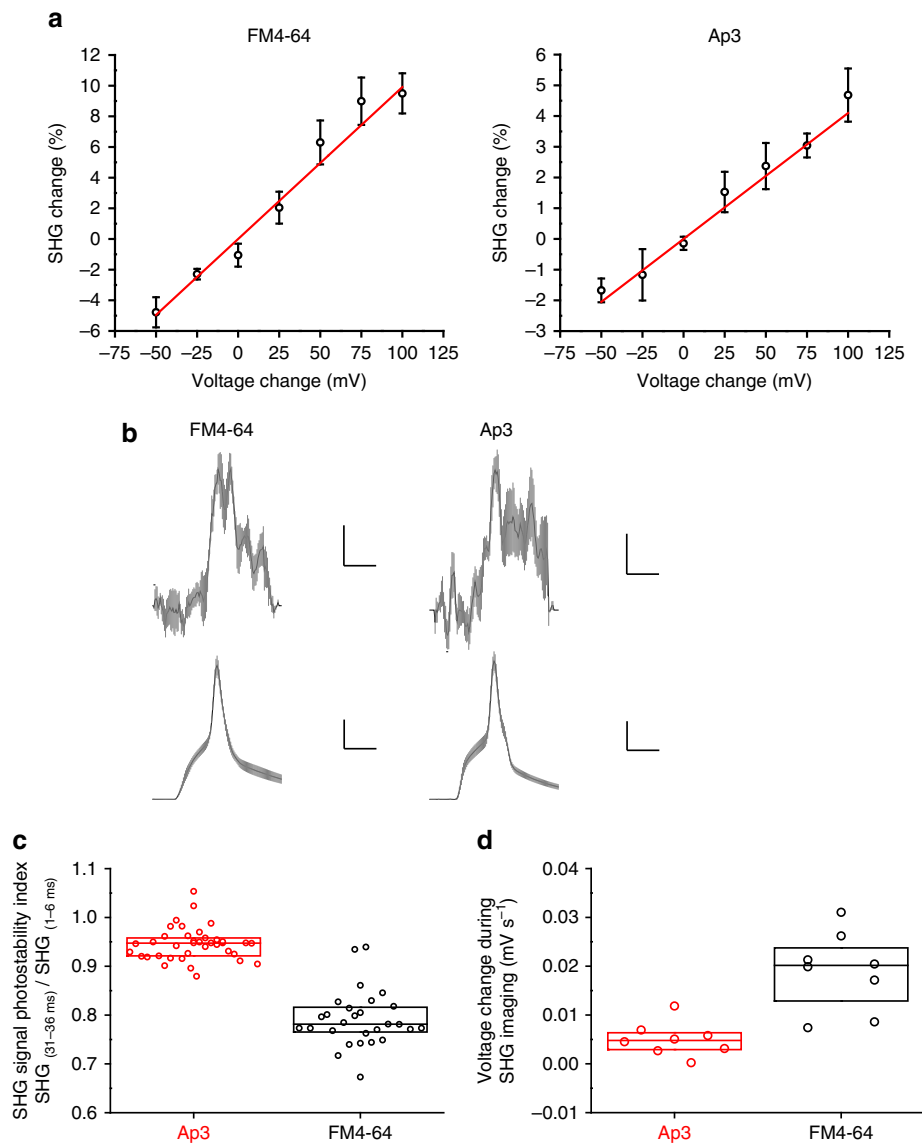 a
FM4-64
12
10
8
6
4
2
0
–2
–4
–6
–75 –50 –25 0 25 50 75 100 125
SHG change (%)
Voltage change (mV)
Ap3
6
5
4
3
2
1
0
–1
–2
–3
–75 –50 –25 0 25 50 75 100 125
SHG change (%)
Voltage change (mV)
b
FM4-64
Ap3
c
1.1
1.0
0.9
0.8
0.7
0.6
SHG signal photostability index
SHG (31–36 ms) / SHG (1–6 ms)
Ap3
FM4-64
d
0.04
0.03
0.02
0.01
0.00
–0.01
Voltage change during
SHG imaging (mV s⁻¹)
Ap3
FM4-64